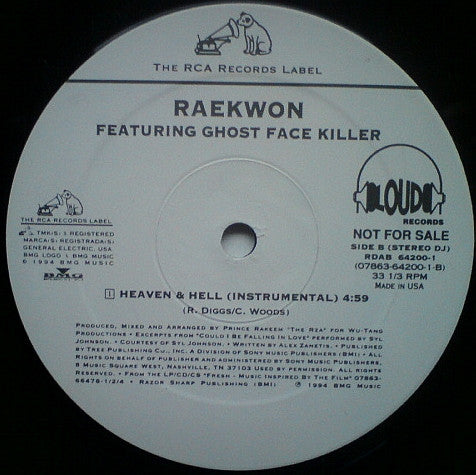 THE RCA RECORDS LABEL
RAEKWON
FEATURING GHOST FACE KILLER
THE RCA RECORDS LABEL
TMK(S) ® REGISTERED
MARCA(S) REGISTRADA(S)
GENERAL ELECTRIC, USA
BMG LOGO ® BMG MUSIC
© 1994 BMG MUSIC
BMG
LOUD
RECORDS
NOT FOR SALE
SIDE B (STEREO DJ)
RDAB 64200-1
(07863-64200-1-B)
33 1/3 RPM
MADE IN USA
1 HEAVEN & HELL (INSTRUMENTAL) 4:59
(R. DIGGS/C. WOODS)
PRODUCED, MIXED AND ARRANGED BY PRINCE RAKEEM "THE RZA" FOR WU-TANG
PRODUCTIONS • EXCERPTS FROM "COULD I BE FALLING IN LOVE" PERFORMED BY SYL
JOHNSON. • COURTESY OF SYL JOHNSON. • WRITTEN BY ALEX ZANETIS. • PUBLISHED
BY TREE PUBLISHING CO., INC. A DIVISION OF SONY MUSIC PUBLISHERS (BMI) • ALL
RIGHTS ON BEHALF OF PUBLISHER AND ADMINISTERED BY SONY MUSIC PUBLISHERS,
8 MUSIC SQUARE WEST, NASHVILLE, TN 37103 USED BY PERMISSION. ALL RIGHTS
RESERVED. • FROM THE LP/CD/CS "FRESH - MUSIC INSPIRED BY THE FILM" 07863-
66476-1/2/4 • RAZOR SHARP PUBLISHING (BMI) ℗ 1994 BMG MUSIC